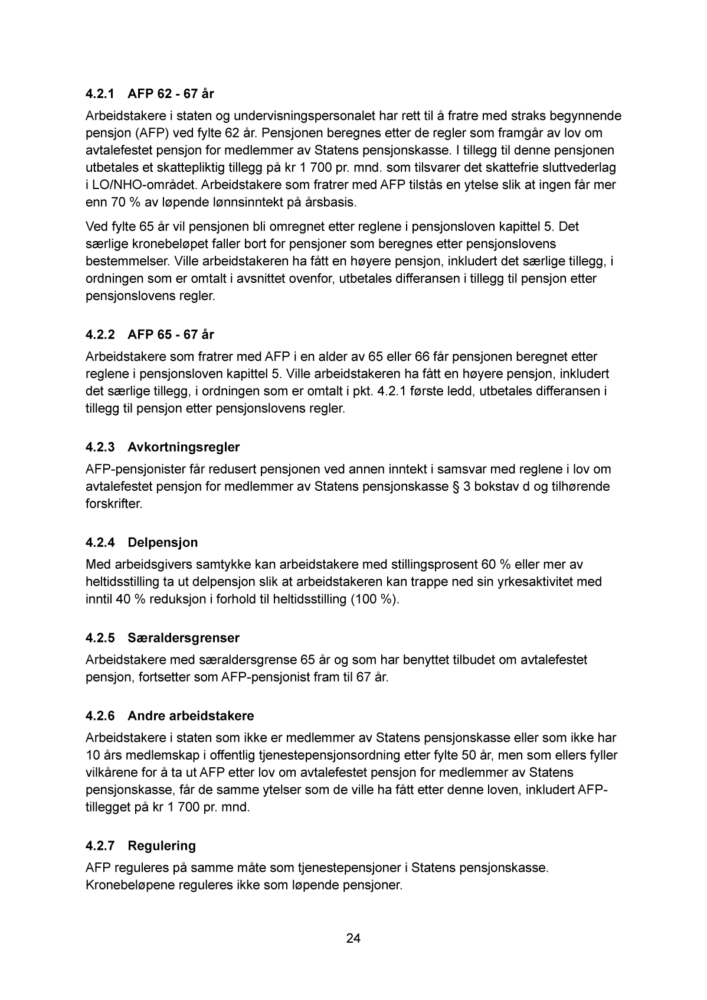 4.2.1 AFP 62 - 67 år
Arbeidstakere i staten og undervisningspersonalet har rett til å fratre med straks begynnende
pensjon (AFP) ved fylte 62 år. Pensjonen beregnes etter de regler som framgår av lov om
avtalefestet pensjon for medlemmer av Statens pensjonskasse. I tillegg til denne pensjonen
utbetales et skattepliktig tillegg på kr 1 700 pr. mnd. som tilsvarer det skattefrie sluttvederlag
i LO/NHO-området. Arbeidstakere som fratrer med AFP tilstås en ytelse slik at ingen får mer
enn 70 % av løpende lønnsinntekt på årsbasis.
Ved fylte 65 år vil pensjonen bli omregnet etter reglene i pensjonsloven kapittel 5. Det
særlige kronebeløpet faller bort for pensjoner som beregnes etter pensjonslovens
bestemmelser. Ville arbeidstakeren ha fått en høyere pensjon, inkludert det særlige tillegg, i
ordningen som er omtalt i avsnittet ovenfor, utbetales differansen i tillegg til pensjon etter
pensjonslovens regler.
4.2.2 AFP 65 - 67 år
Arbeidstakere som fratrer med AFP i en alder av 65 eller 66 får pensjonen beregnet etter
reglene i pensjonsloven kapittel 5. Ville arbeidstakeren ha fått en høyere pensjon, inkludert
det særlige tillegg, i ordningen som er omtalt i pkt. 4.2.1 første ledd, utbetales differansen i
tillegg til pensjon etter pensjonslovens regler.
4.2.3 Avkortningsregler
AFP-pensjonister får redusert pensjonen ved annen inntekt i samsvar med reglene i lov om
avtalefestet pensjon for medlemmer av Statens pensjonskasse § 3 bokstav d og tilhørende
forskrifter.
4.2.4 Delpensjon
Med arbeidsgivers samtykke kan arbeidstakere med stillingsprosent 60 % eller mer av
heltidsstilling ta ut delpensjon slik at arbeidstakeren kan trappe ned sin yrkesaktivitet med
inntil 40 % reduksjon i forhold til heltidsstilling (100 %).
4.2.5 Særaldersgrenser
Arbeidstakere med særaldersgrense 65 år og som har benyttet tilbudet om avtalefestet
pensjon, fortsetter som AFP-pensjonist fram til 67 år.
4.2.6 Andre arbeidstakere
Arbeidstakere i staten som ikke er medlemmer av Statens pensjonskasse eller som ikke har
10 års medlemskap i offentlig tjenestepensjonsordning etter fylte 50 år, men som ellers fyller
vilkårene for å ta ut AFP etter lov om avtalefestet pensjon for medlemmer av Statens
pensjonskasse, får de samme ytelser som de ville ha fått etter denne loven, inkludert AFP-
tillegget på kr 1 700 pr. mnd.
4.2.7 Regulering
AFP reguleres på samme måte som tjenestepensjoner i Statens pensjonskasse.
Kronebeløpene reguleres ikke som løpende pensjoner.
24